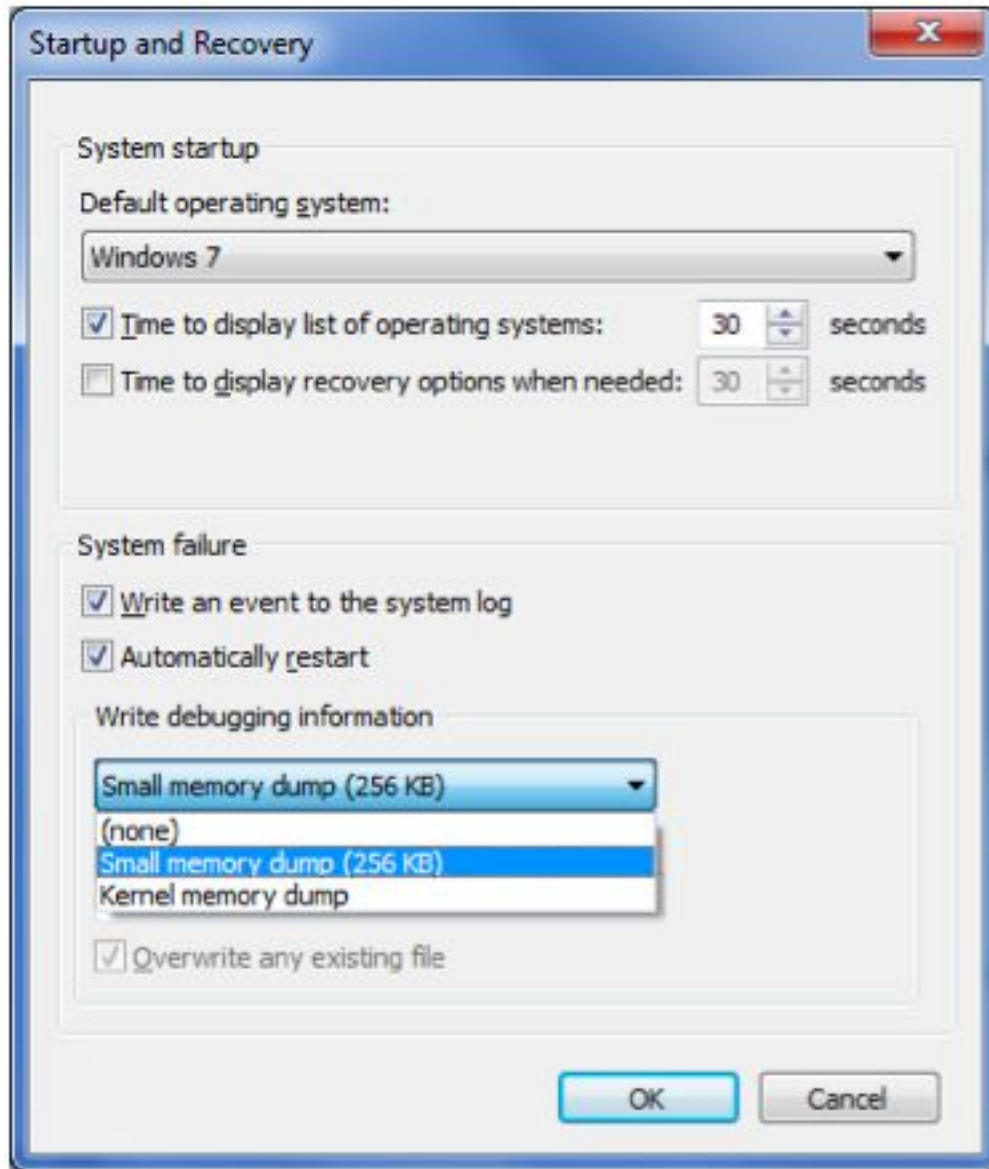 Startup and Recovery
System startup
Default operating system:
Windows 7
Time to display list of operating systems: 30 seconds
Time to display recovery options when needed: 30 seconds
System failure
Write an event to the system log
Automatically restart
Write debugging information
Small memory dump (256 KB)
(none)
Small memory dump (256 KB)
Kernel memory dump
Overwrite any existing file
OK Cancel